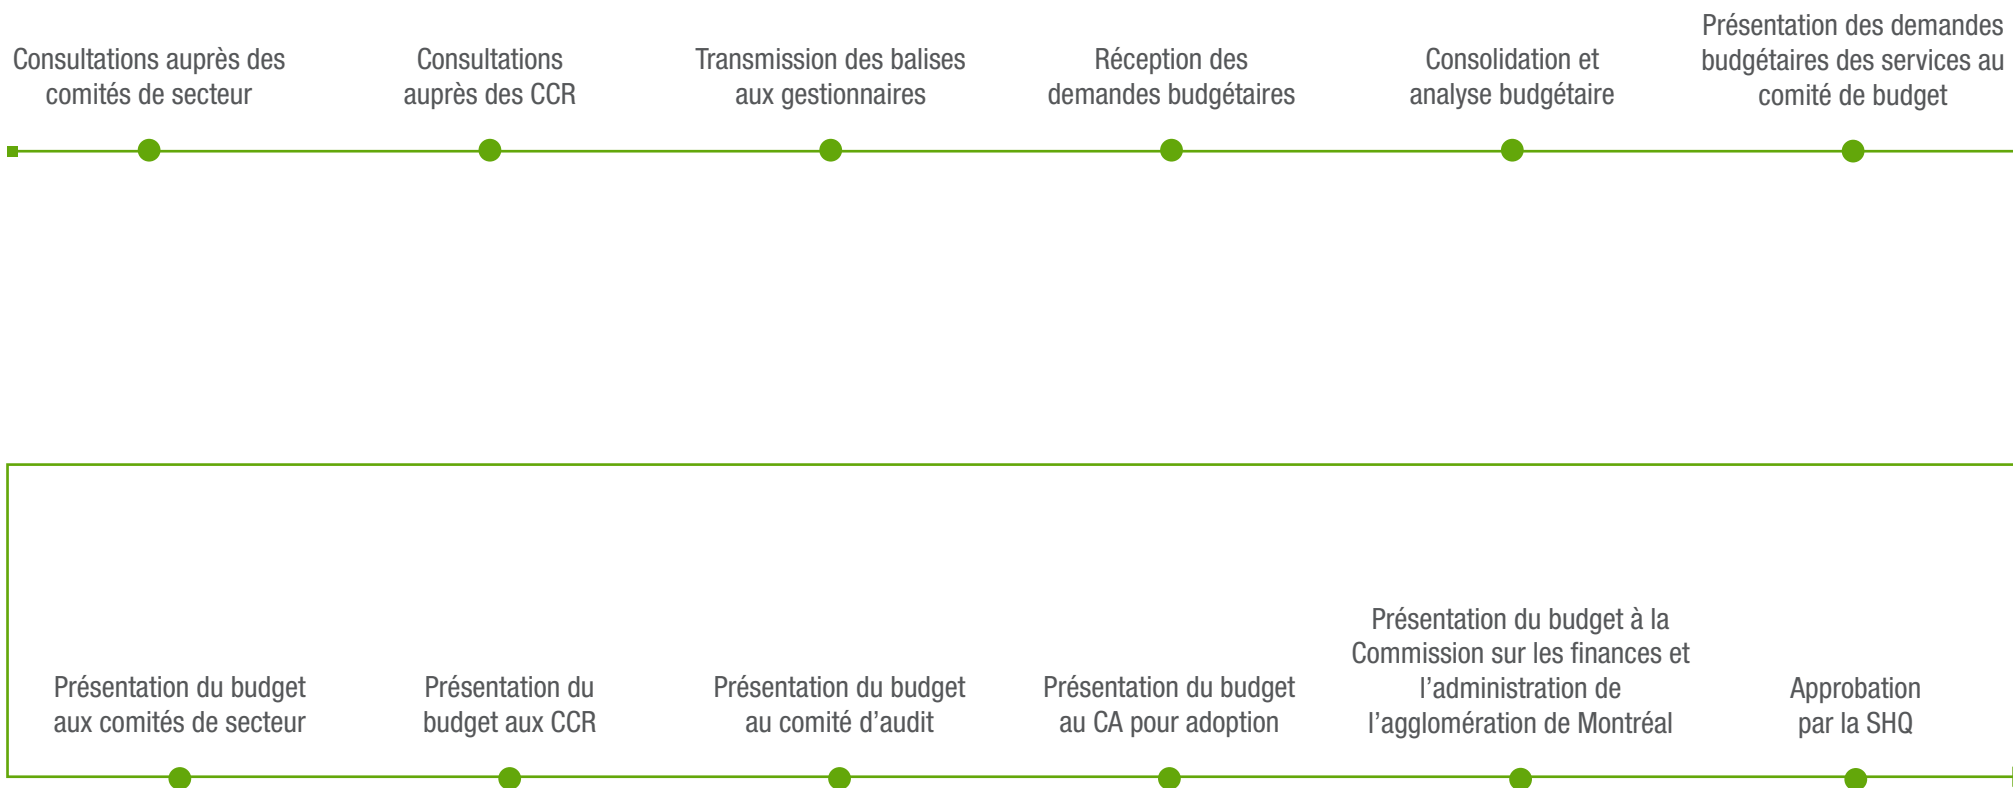 Consultations auprès des
comités de secteur
Consultations
auprès des CCR
Transmission des balises
aux gestionnaires
Réception des
demandes budgétaires
Consolidation et
analyse budgétaire
Présentation des demandes
budgétaires des services au
comité de budget
Présentation du budget
aux comités de secteur
Présentation du
budget aux CCR
Présentation du budget
au comité d’audit
Présentation du budget
au CA pour adoption
Présentation du budget à la
Commission sur les finances et
l’administration de
l’agglomération de Montréal
Approbation
par la SHQ